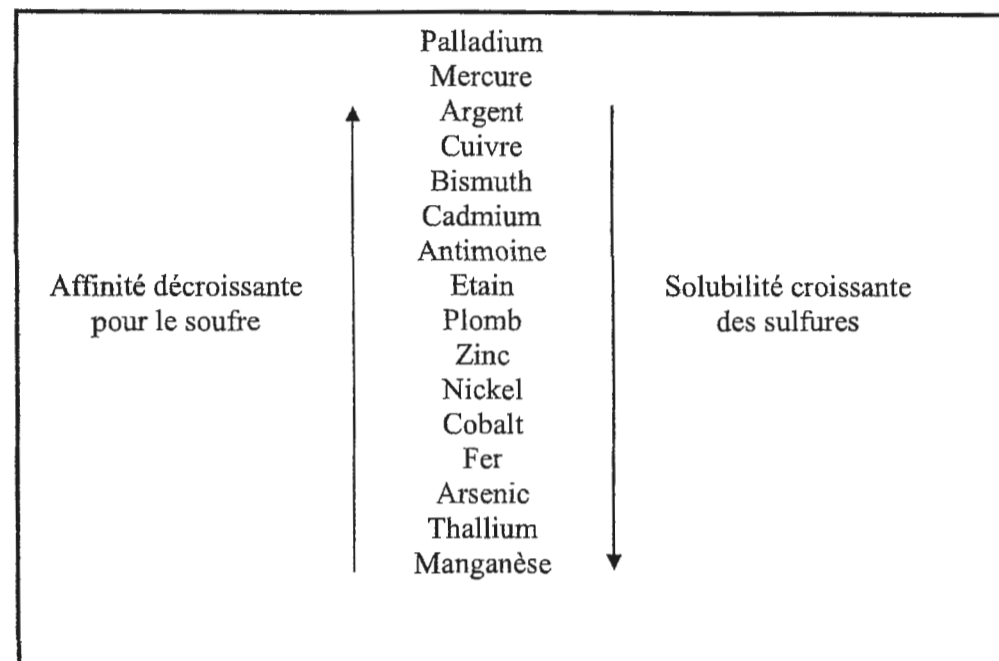 Palladium
Mercure
Argent
Cuivre
Bismuth
Cadmium
Antimoine
Affinité décroissante
pour le soufre
Etain
Plomb
Zinc
Nickel
Cobalt
Fer
Arsenic
Thallium
Manganèse
Solubilité croissante
des sulfures